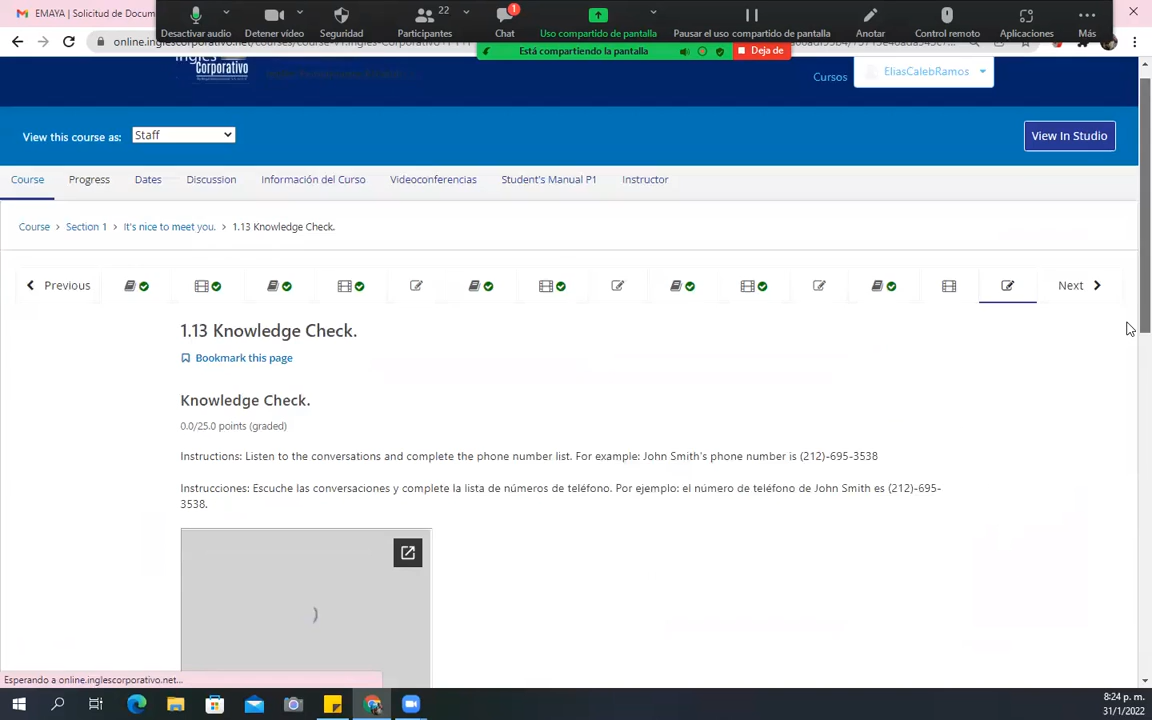 EMAYA | Solicitud de Docum
Desactivar audio
Detener video
Seguridad
Participantes
22
Chat
1
Uso compartido de pantalla
Pausar el uso compartido de pantalla
Anotar
Control remoto
Aplicaciones
Más
Está compartiendo la pantalla
Deja de
Inglés
Corporativo
Cursos
EliasCalebRamos
View this course as:
Staff
View In Studio
Course
Progress
Dates
Discussion
Información del Curso
Videoconferencias
Student's Manual P1
Instructor
Course > Section 1 > It's nice to meet you. > 1.13 Knowledge Check.
Previous
Next
1.13 Knowledge Check.
Bookmark this page
Knowledge Check.
0.0/25.0 points (graded)
Instructions: Listen to the conversations and complete the phone number list. For example: John Smith's phone number is (212)-695-3538
Instrucciones: Escuche las conversaciones y complete la lista de números de teléfono. Por ejemplo: el número de teléfono de John Smith es (212)-695-
3538.
Esperando a online.inglescorporativo.net...
8:24 p. m.
31/1/2022